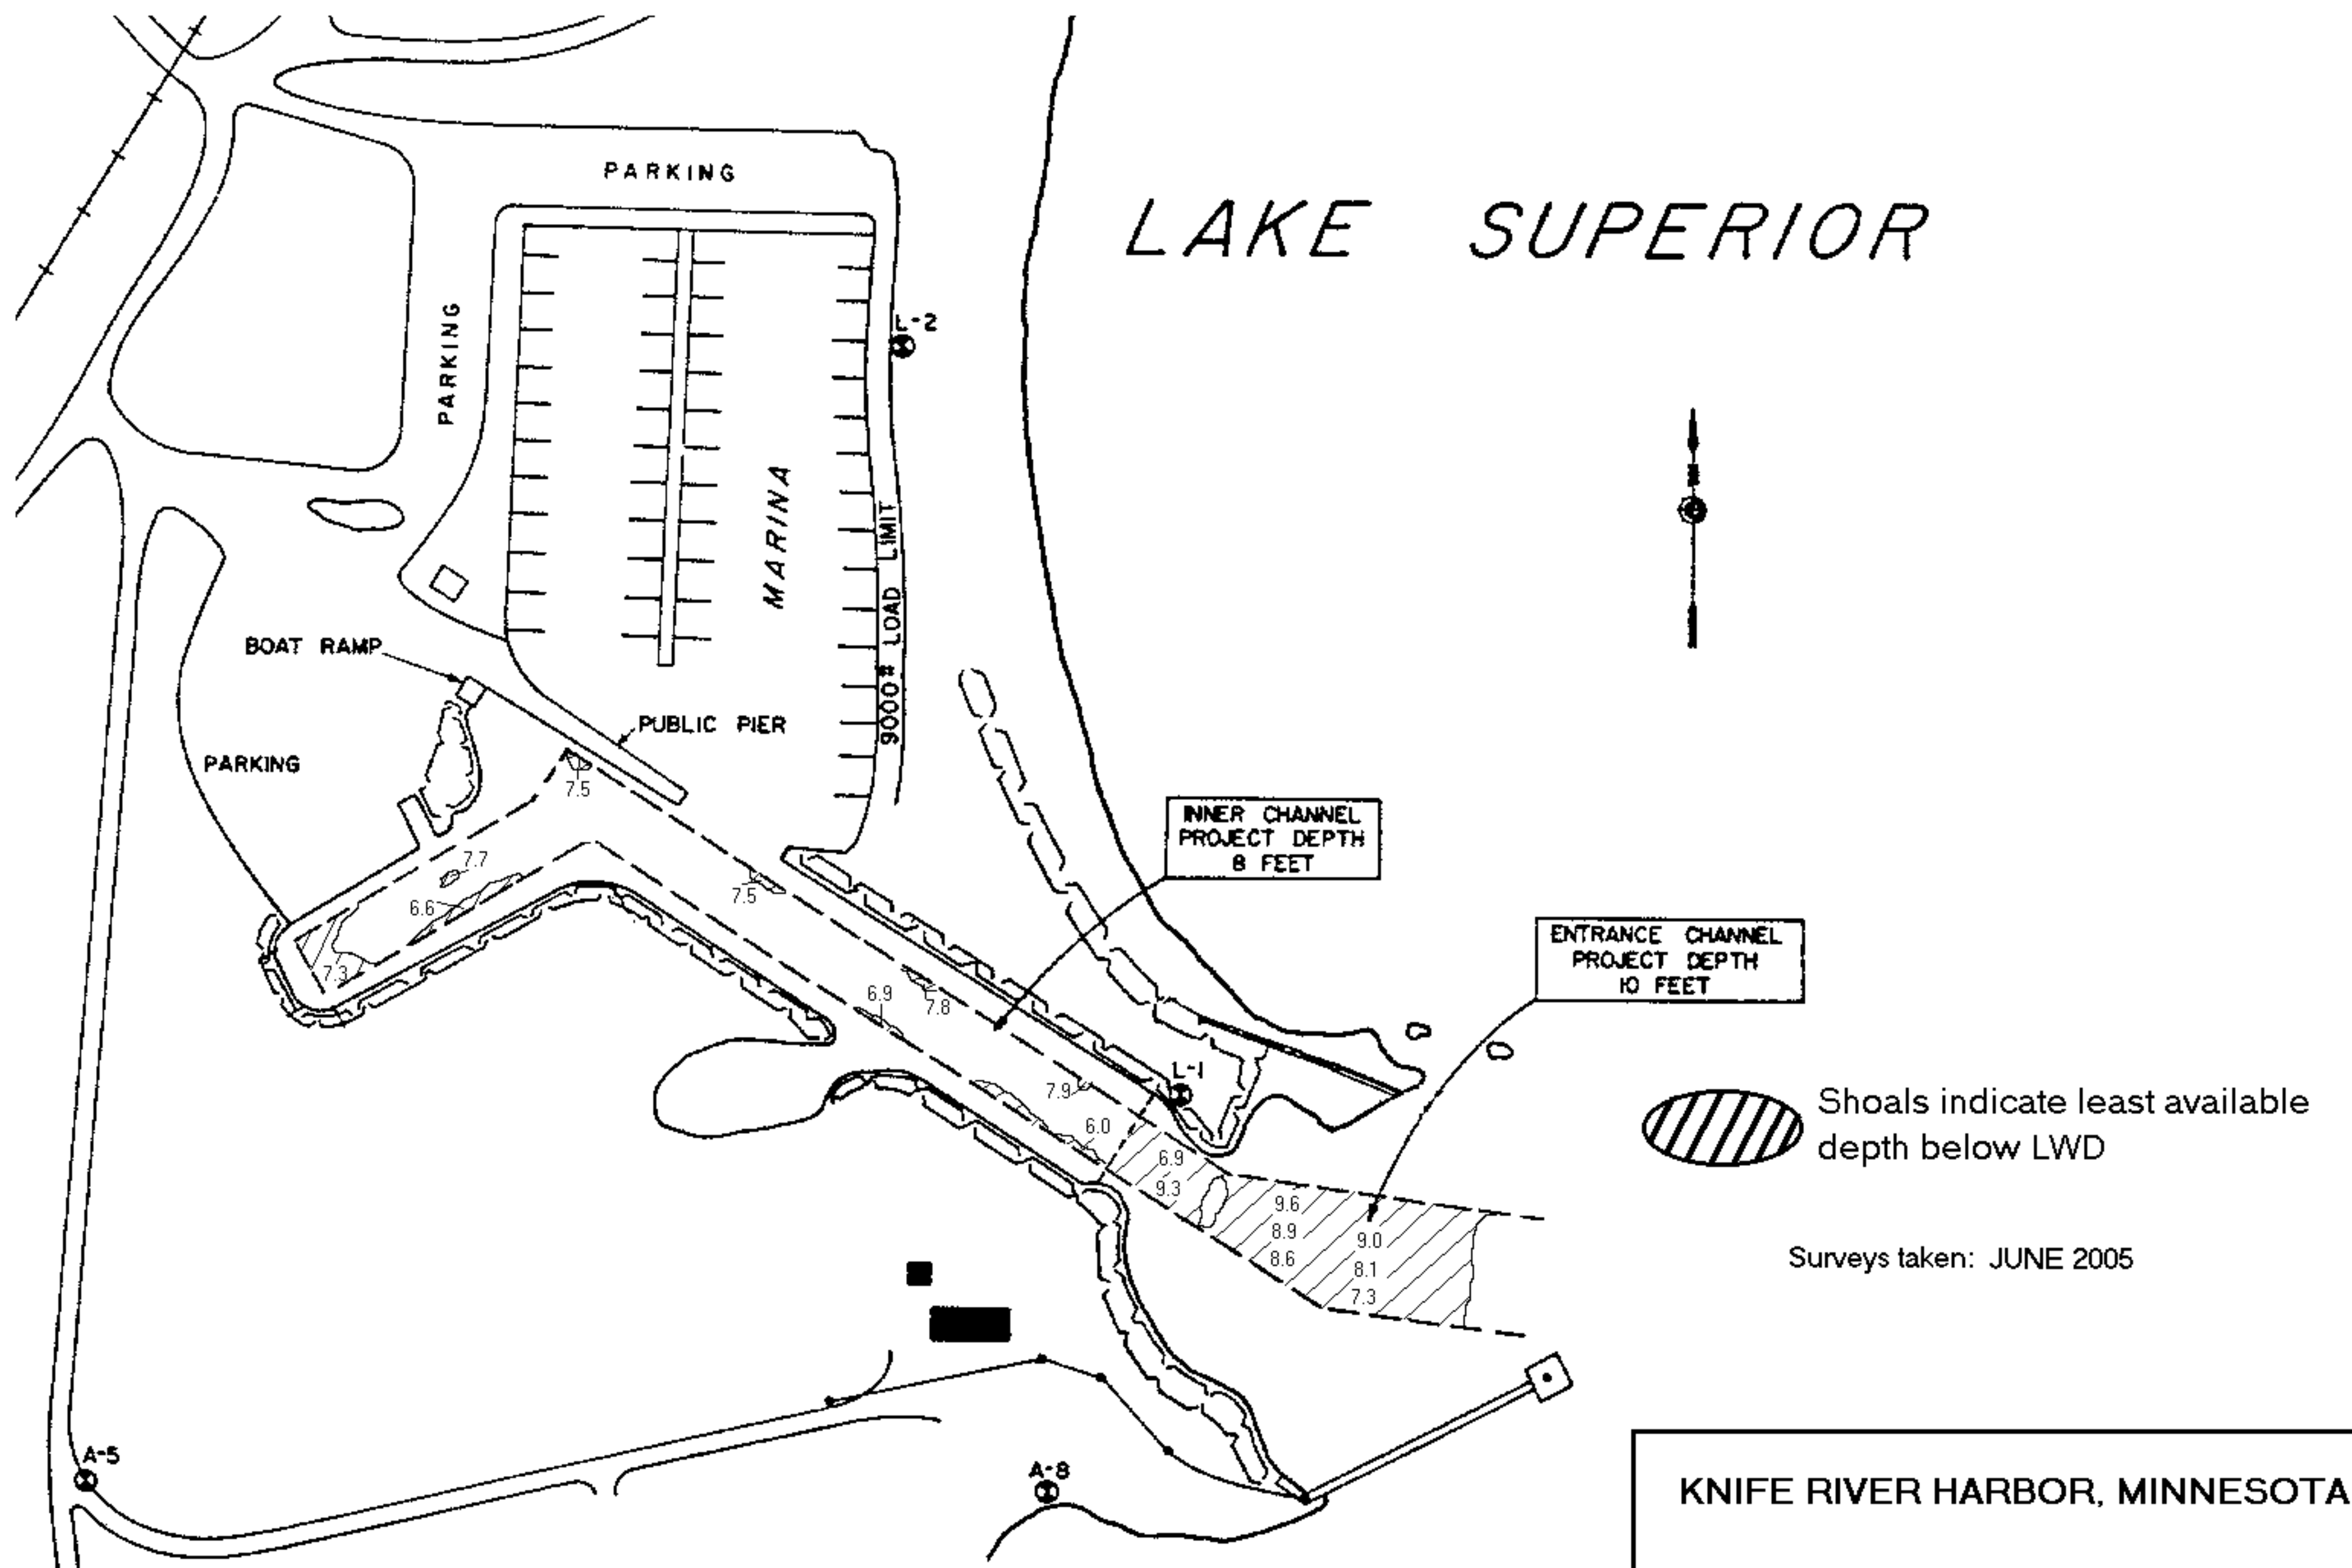 PARKING
LAKE SUPERIOR
PARKING
L-2
MARINA
9000# LOAD LIMIT
N
BOAT RAMP
PUBLIC PIER
PARKING
7.5
INNER CHANNEL
PROJECT DEPTH
8 FEET
7.7
7.5
6.6
ENTRANCE CHANNEL
PROJECT DEPTH
10 FEET
7.3
6.9
7.8
L-1
7.9
Shoals indicate least available
depth below LWD
6.0
6.9
9.3
9.6
8.9
8.6
9.0
8.1
7.3
Surveys taken: JUNE 2005
A-5
A-8
KNIFE RIVER HARBOR, MINNESOTA